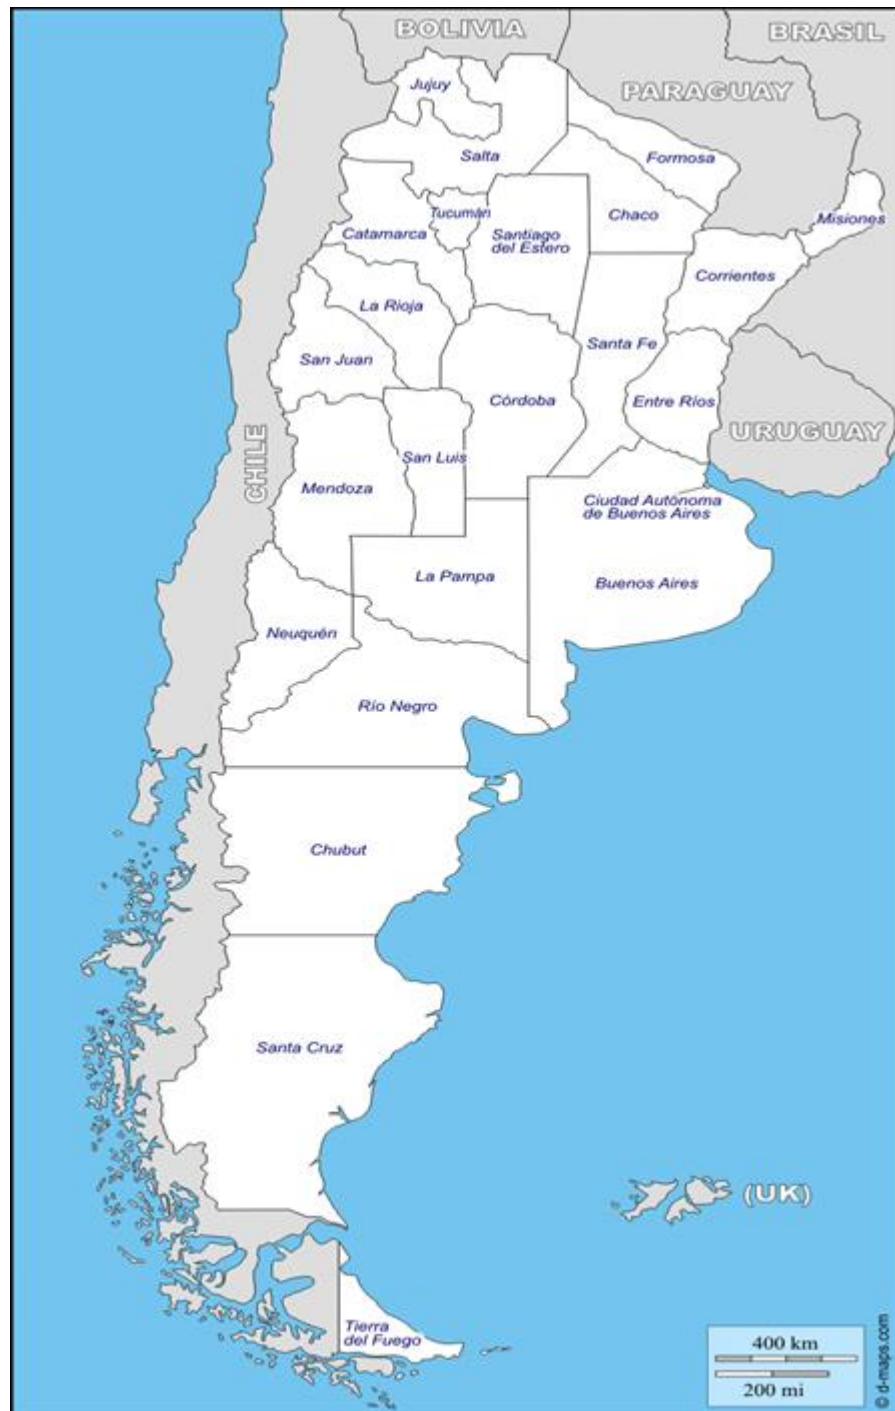 BOLIVIA
BRASIL
Jujuy
PARAGUAY
Salta
Formosa
Tucumán
Chaco
Misiones
Catamarca
Santiago
del Estero
Corrientes
La Rioja
Santa Fe
San Juan
Córdoba
Entre Ríos
URUGUAY
CHILE
San Luis
Mendoza
Ciudad Autónoma
de Buenos Aires
La Pampa
Buenos Aires
Neuquén
Río Negro
Chubut
Santa Cruz
(UK)
Tierra
del Fuego
400 km
200 mi
© d-maps.com